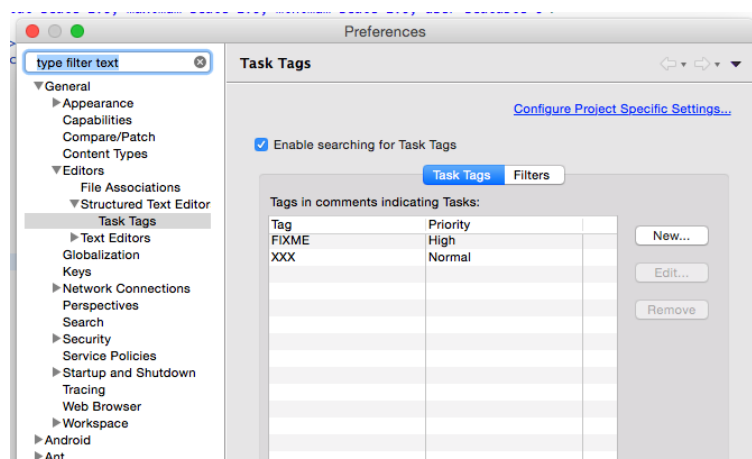 Preferences
type filter text
Task Tags
General
Appearance
Capabilities
Compare/Patch
Content Types
Editors
File Associations
Structured Text Editor
Task Tags
Text Editors
Globalization
Keys
Network Connections
Perspectives
Search
Security
Service Policies
Startup and Shutdown
Tracing
Web Browser
Workspace
Android
Ant
Configure Project Specific Settings...
Enable searching for Task Tags
Task Tags Filters
Tags in comments indicating Tasks:
Tag Priority
FIXME High
XXX Normal
New...
Edit...
Remove